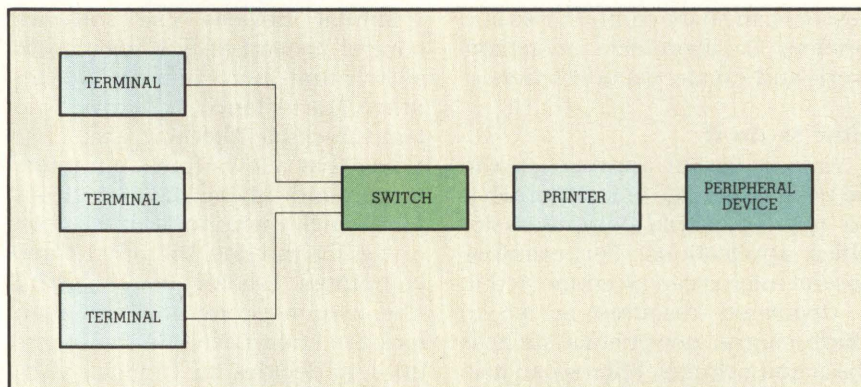 TERMINAL
TERMINAL
TERMINAL
SWITCH
PRINTER
PERIPHERAL
DEVICE